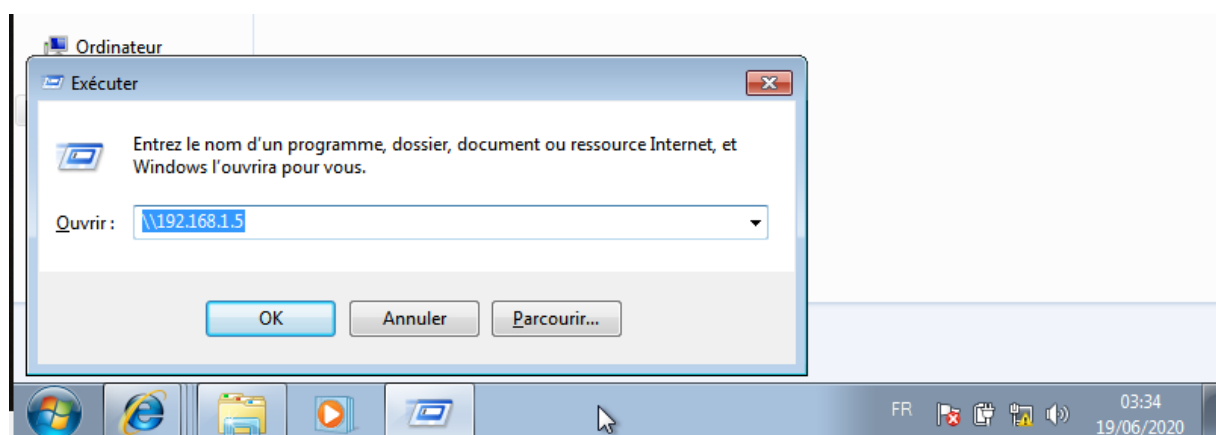 Ordinateur
Exécuter
Entrez le nom d'un programme, dossier, document ou ressource Internet, et
Windows l'ouvrira pour vous.
Ouvrir : \\192.168.1.5
OK Annuler Parcourir...
FR 03:34
19/06/2020